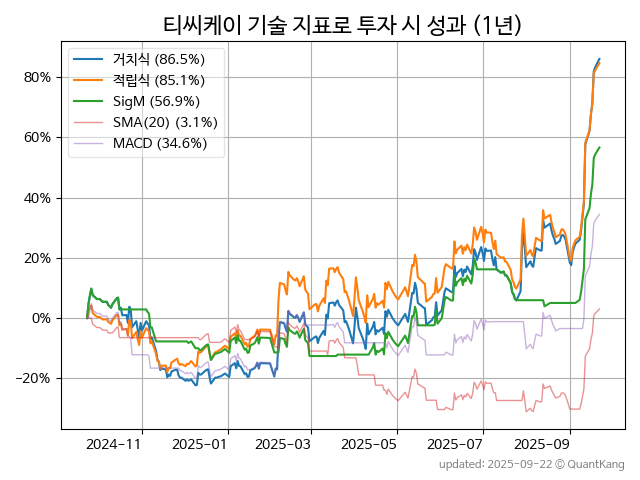 티씨케이 기술 지표로 투자 시 성과 (1년)
거치식 (86.5%)
적립식 (85.1%)
SigM (56.9%)
SMA(20) (3.1%)
MACD (34.6%)
80%
60%
40%
20%
0%
−20%
2024-11 2025-01 2025-03 2025-05 2025-07 2025-09
updated: 2025-09-22 © QuantKang